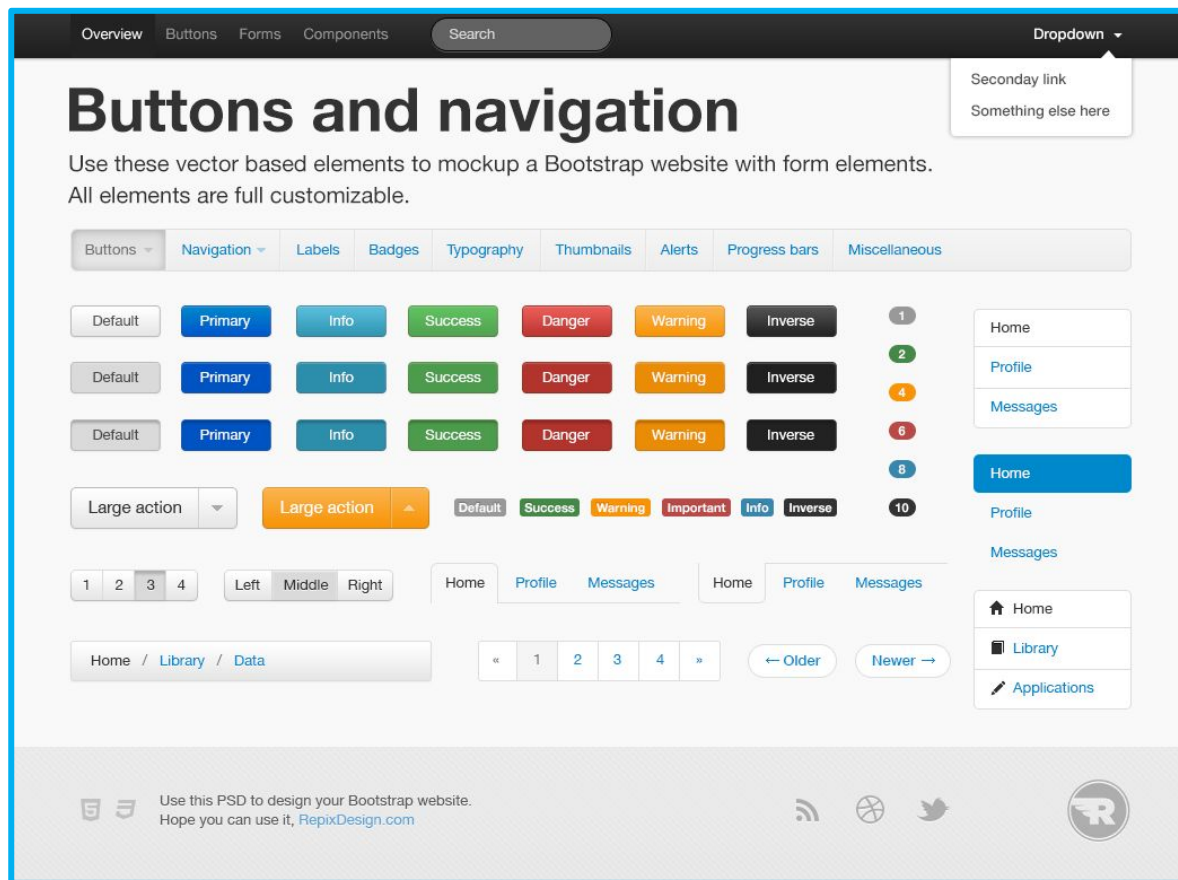 Overview Buttons Forms Components Search Dropdown
Seconday link
Something else here
Buttons and navigation
Use these vector based elements to mockup a Bootstrap website with form elements.
All elements are full customizable.
Buttons Navigation Labels Badges Typography Thumbnails Alerts Progress bars Miscellaneous
Default Primary Info Success Danger Warning Inverse
Default Primary Info Success Danger Warning Inverse
Default Primary Info Success Danger Warning Inverse
1
2
4
6
8
10
Home
Profile
Messages
Home
Profile
Messages
Large action Large action Default Success Warning Important Info Inverse
1 2 3 4 Left Middle Right Home Profile Messages Home Profile Messages
Home / Library / Data « 1 2 3 4 » ← Older Newer →
Home
Library
Applications
Use this PSD to design your Bootstrap website.
Hope you can use it, RepixDesign.com
R